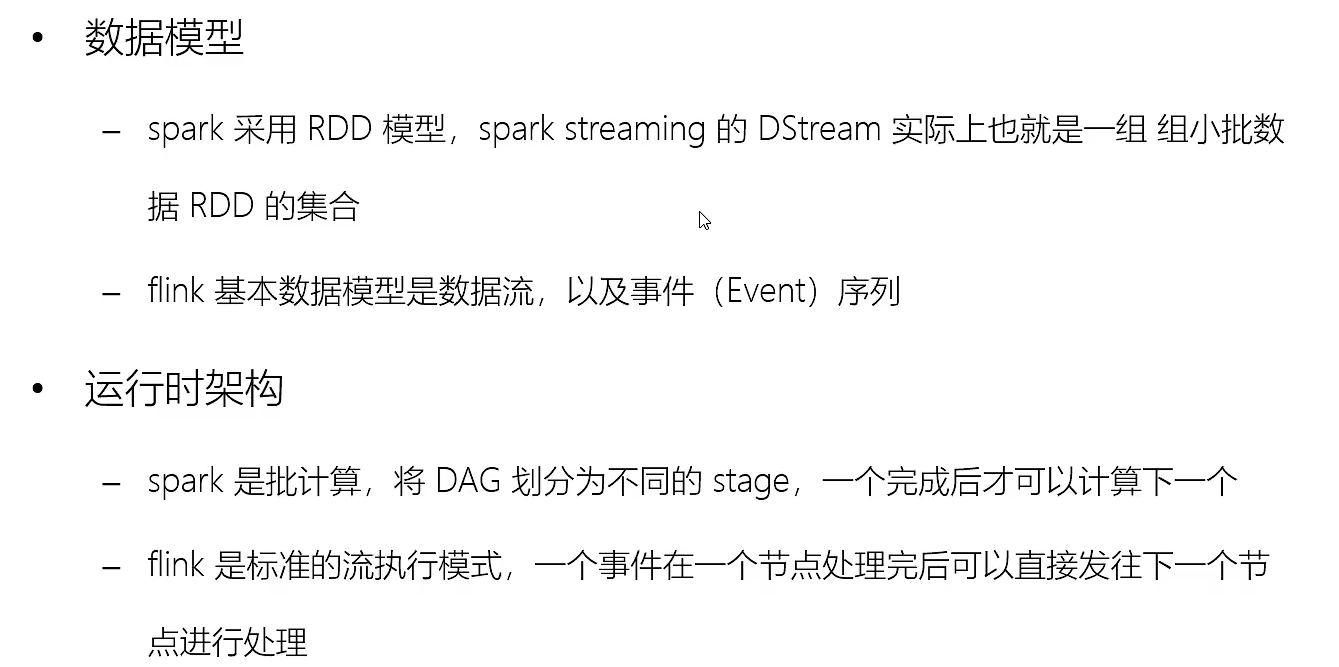 • 数据模型
– spark 采用 RDD 模型，spark streaming 的 DStream 实际上也就是一组 组小批数
据 RDD 的集合
– flink 基本数据模型是数据流，以及事件（Event）序列
• 运行时架构
– spark 是批计算，将 DAG 划分为不同的 stage，一个完成后才可以计算下一个
– flink 是标准的流执行模式，一个事件在一个节点处理完后可以直接发往下一个节
点进行处理